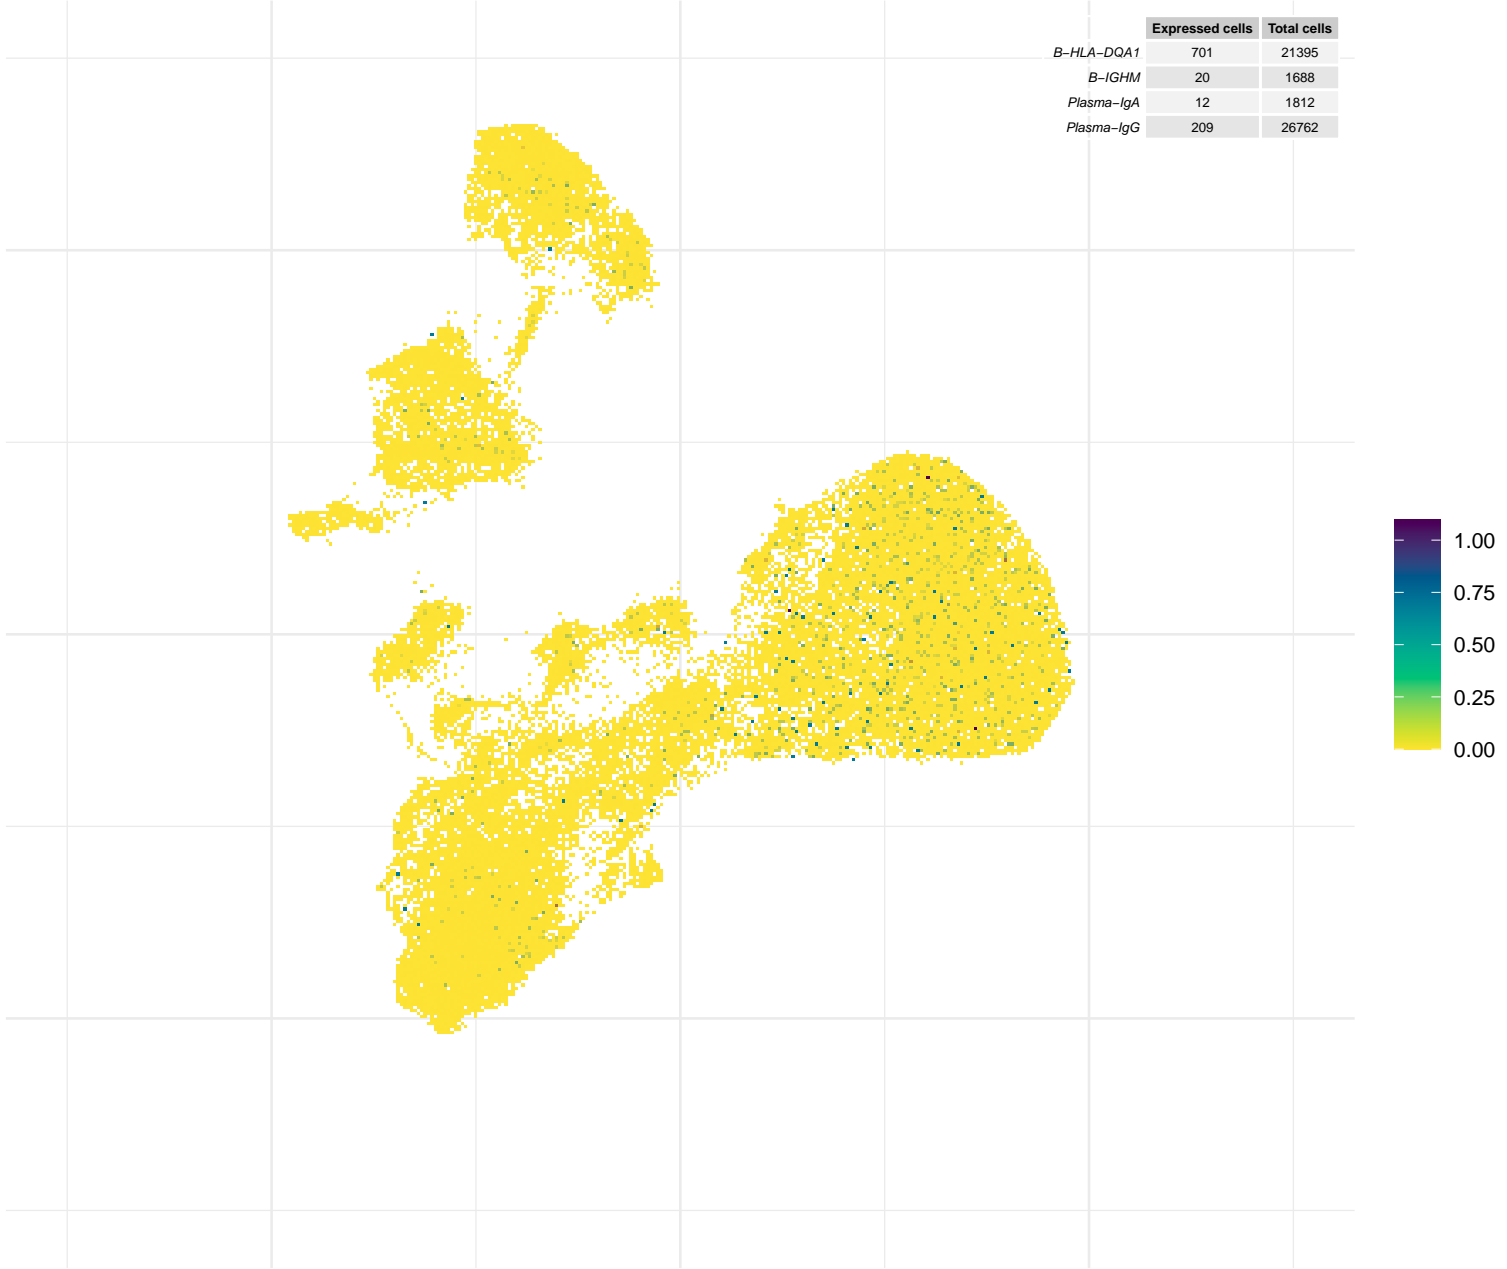 Expressed cells Total cells
B−HLA−DQA1 701 21395
B−IGHM 20 1688
Plasma−IgA 12 1812
Plasma−IgG 209 26762
1.00
0.75
0.50
0.25
0.00